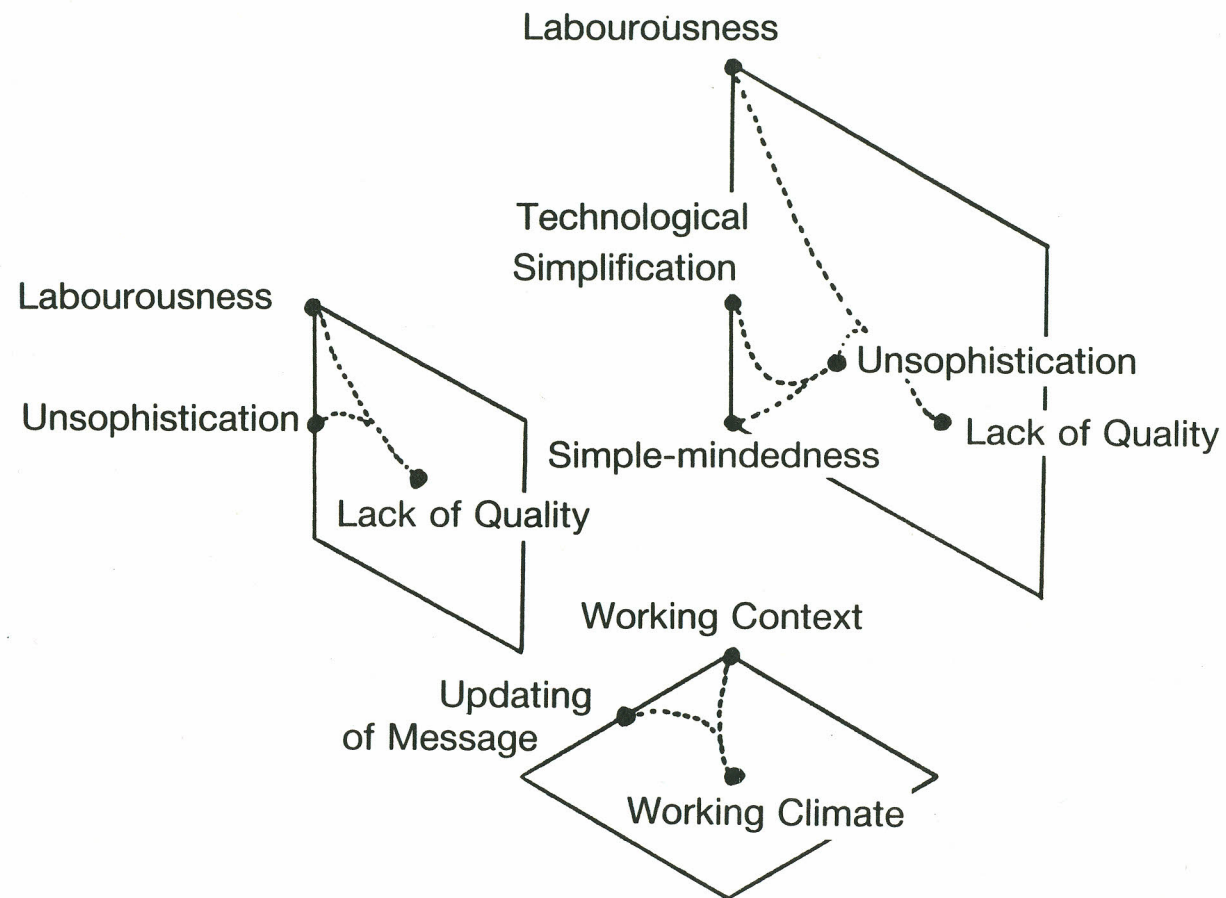 Labourousness
Technological
Simplification
Labourousness
Unsophistication
Unsophistication
Lack of Quality
Simple-mindedness
Lack of Quality
Working Context
Updating
of Message
Working Climate